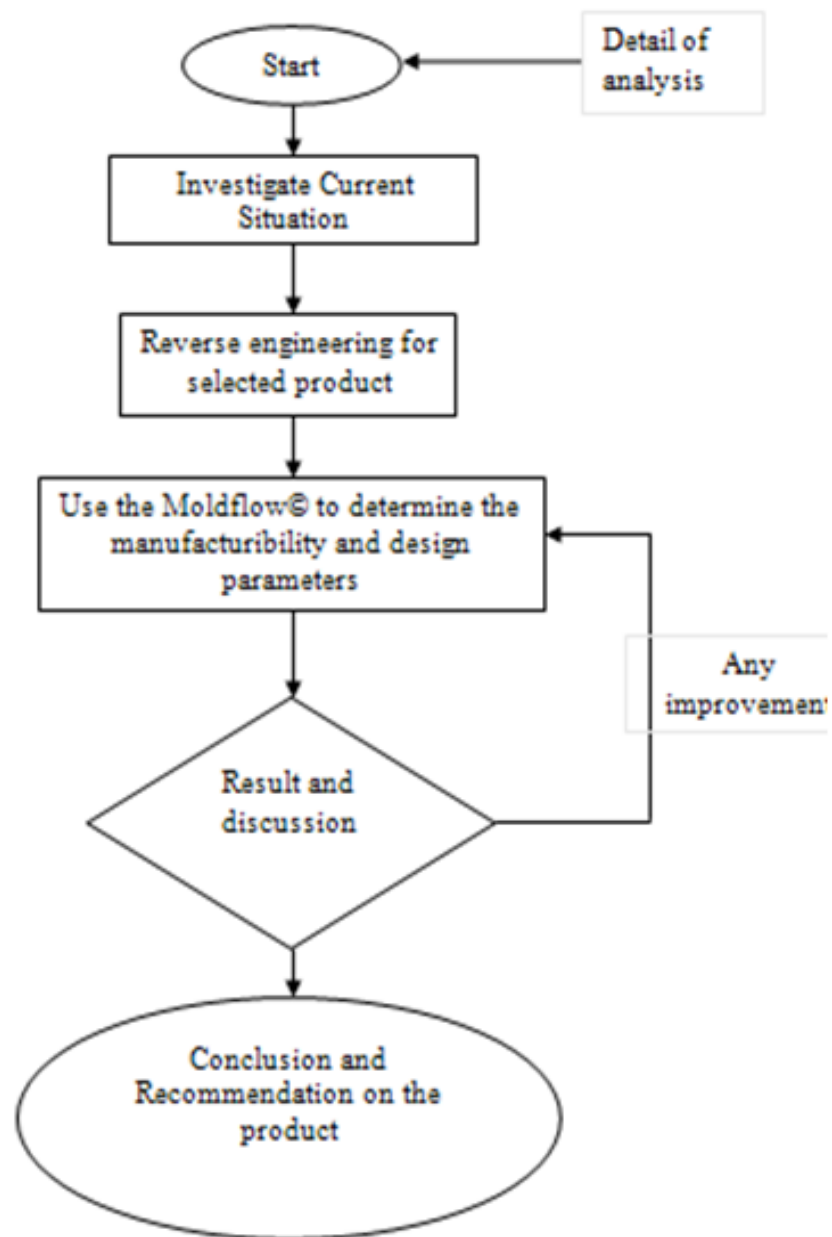 Start
Detail of
analysis
Investigate Current
Situation
Reverse engineering for
selected product
Use the Moldflow© to determine the
manufacturibility and design
parameters
Any
improvement
Result and
discussion
Conclusion and
Recommendation on the
product